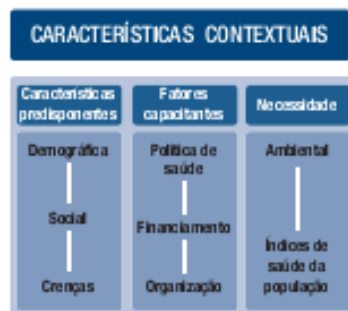 CARACTERÍSTICAS CONTEXTUAIS
Características
predisponentes
Demográfica
Social
Crenças
Fatores
capacitantes
Política de
saúde
Financiamento
Organização
Necessidade
Ambiental
Índices de
saúde da
população